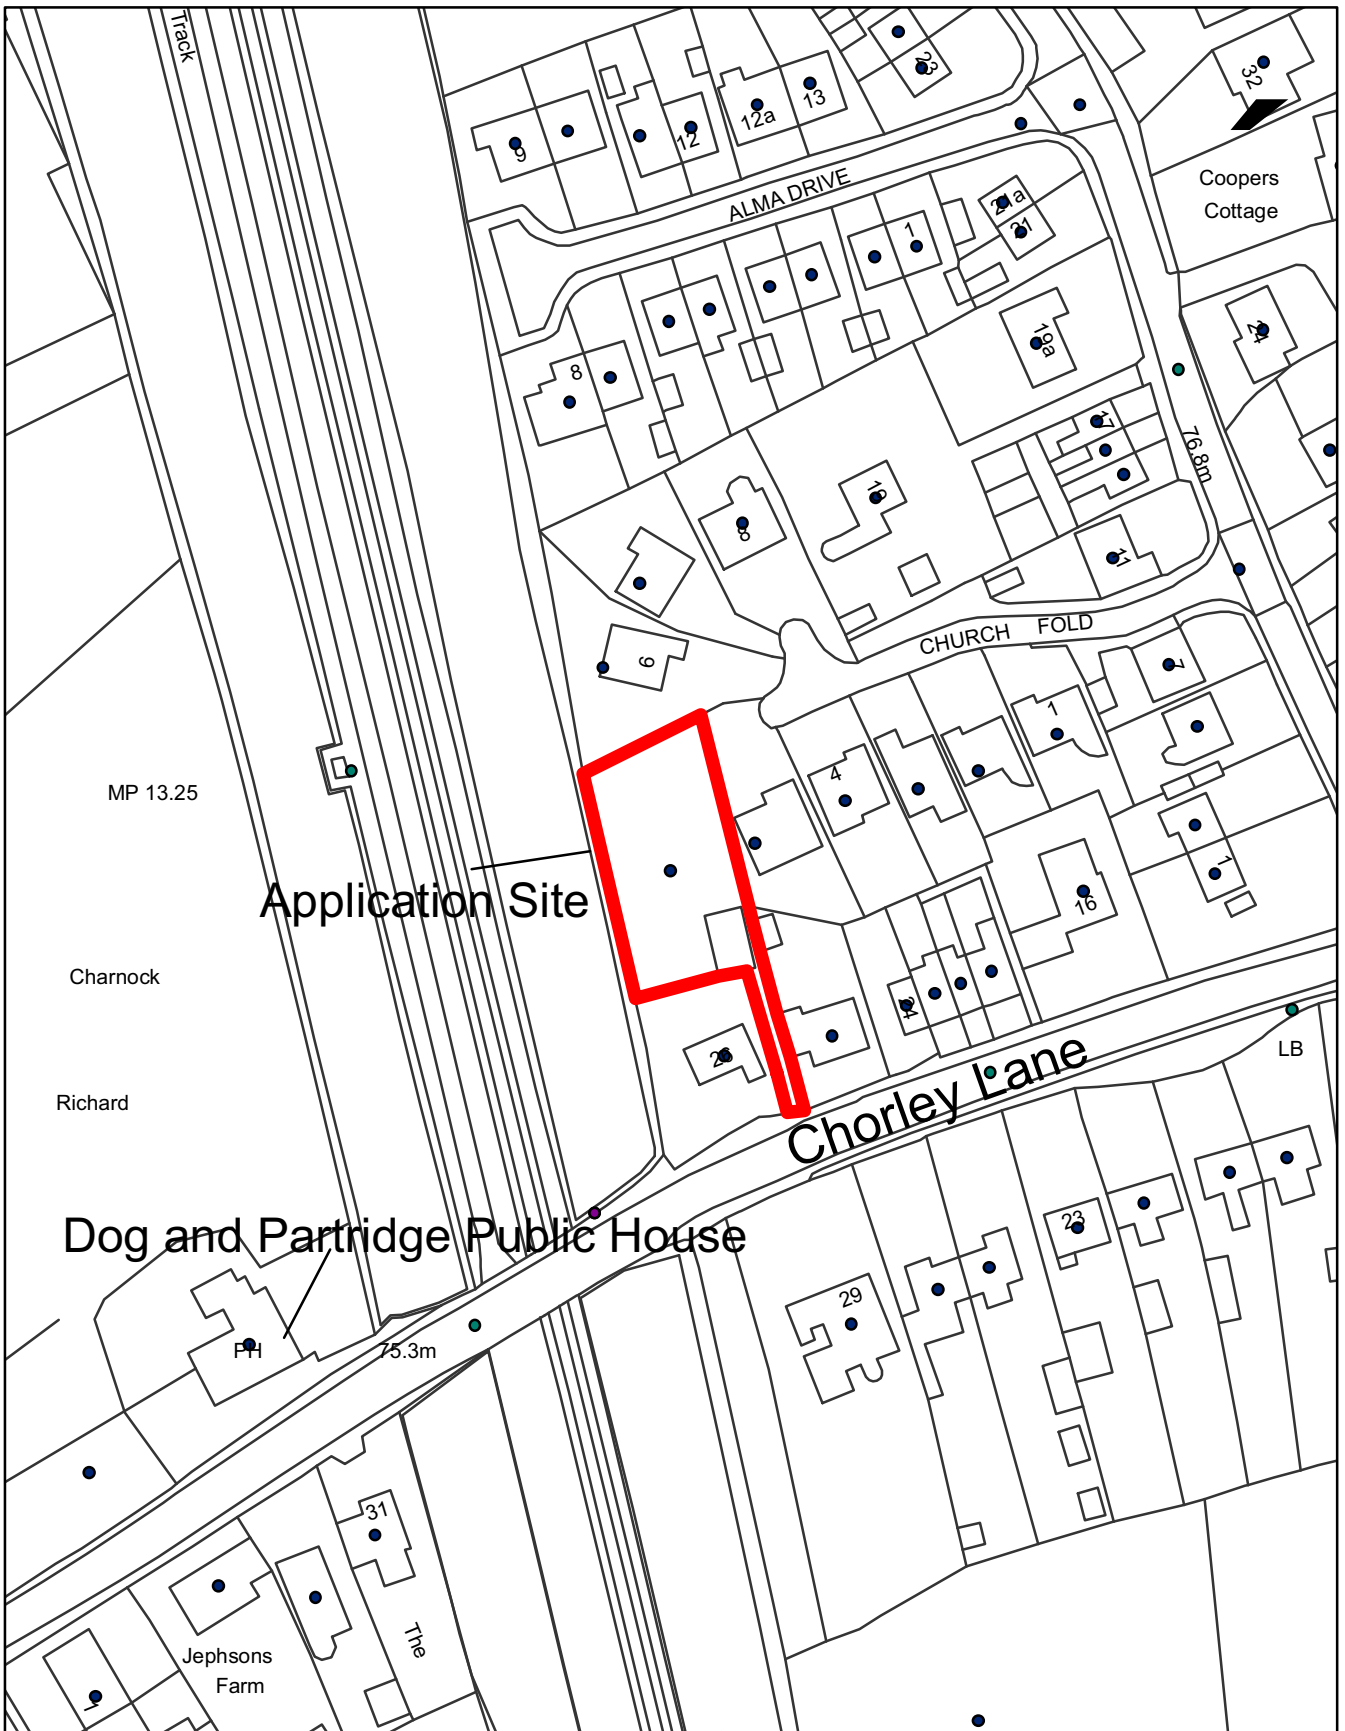 Track
23
32
13
12a
12
9
ALMA DRIVE
Coopers
Cottage
21a
21
1
24
19a
8
17
76.8m
19
8
11
CHURCH FOLD
9
7
1
4
MP 13.25
1
16
Application Site
Charnock
24
26
LB
Chorley Lane
Richard
23
Dog and Partridge Public House
29
PH
75.3m
31
The
Jephsons
Farm
1